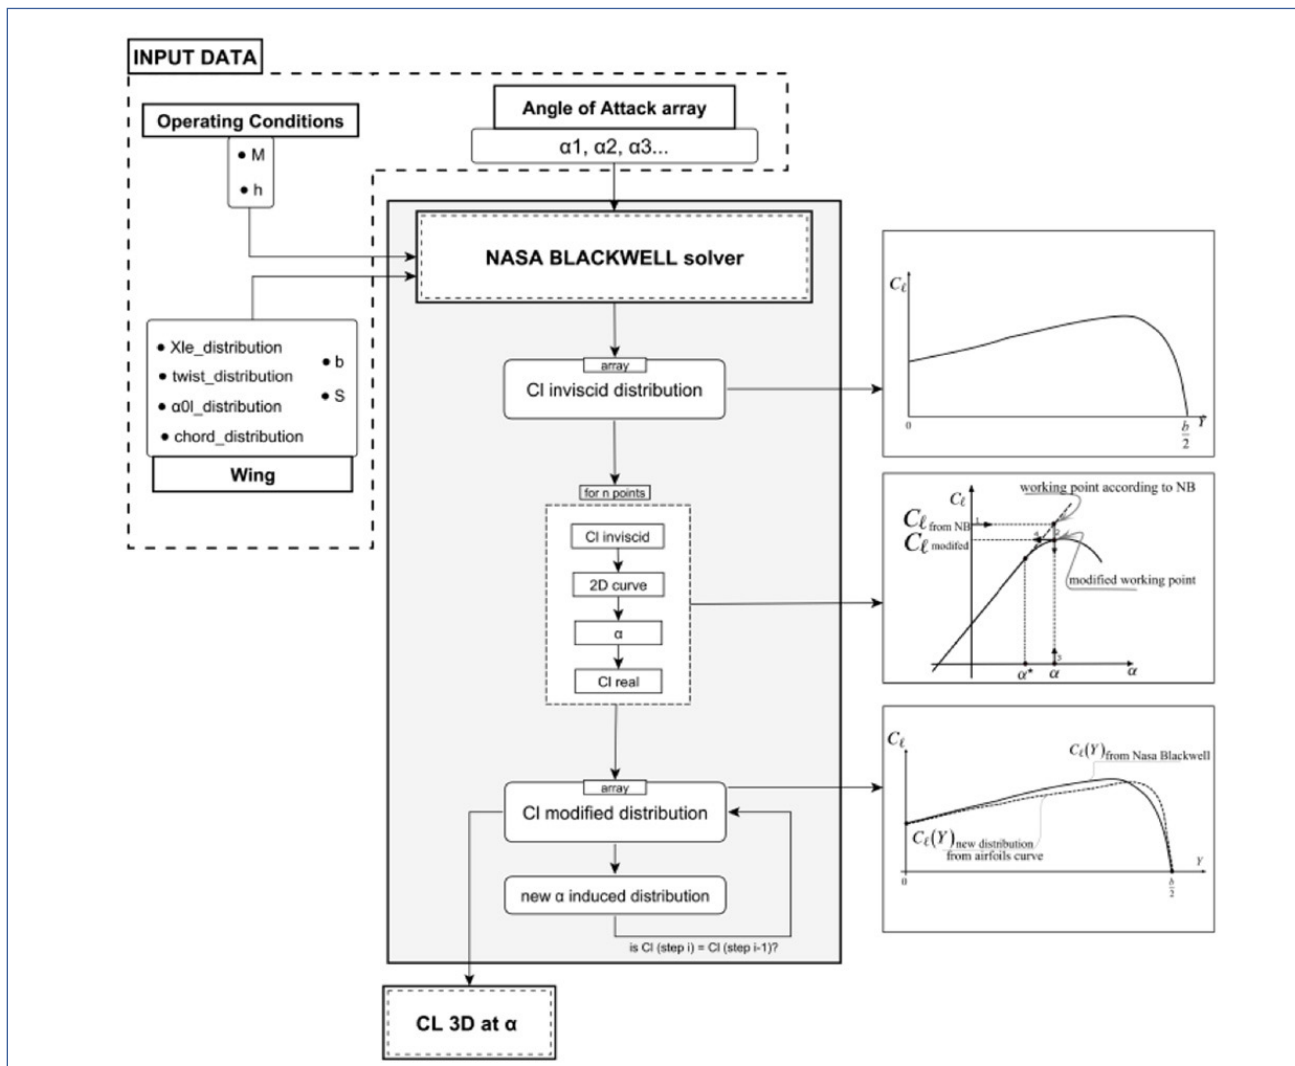 INPUT DATA
Operating Conditions
• M
• h
Angle of Attack array
α1, α2, α3...
NASA BLACKWELL solver
• Xle_distribution
• twist_distribution
• α0l_distribution
• chord_distribution
• b
• S
Wing
array
Cl inviscid distribution
for n points
Cl inviscid
2D curve
α
Cl real
array
Cl modified distribution
new α induced distribution
is Cl (step i) = Cl (step i-1)?
CL 3D at α
Cℓ
0
b/2
Y
working point according to NB
Cℓ
Cℓ from NB
Cℓ modifed
modified working point
1
2
3
α*
α
α
Cℓ
Cℓ(Y) from Nasa Blackwell
Cℓ(Y) new distribution
from airfoils curve
0
b/2
Y